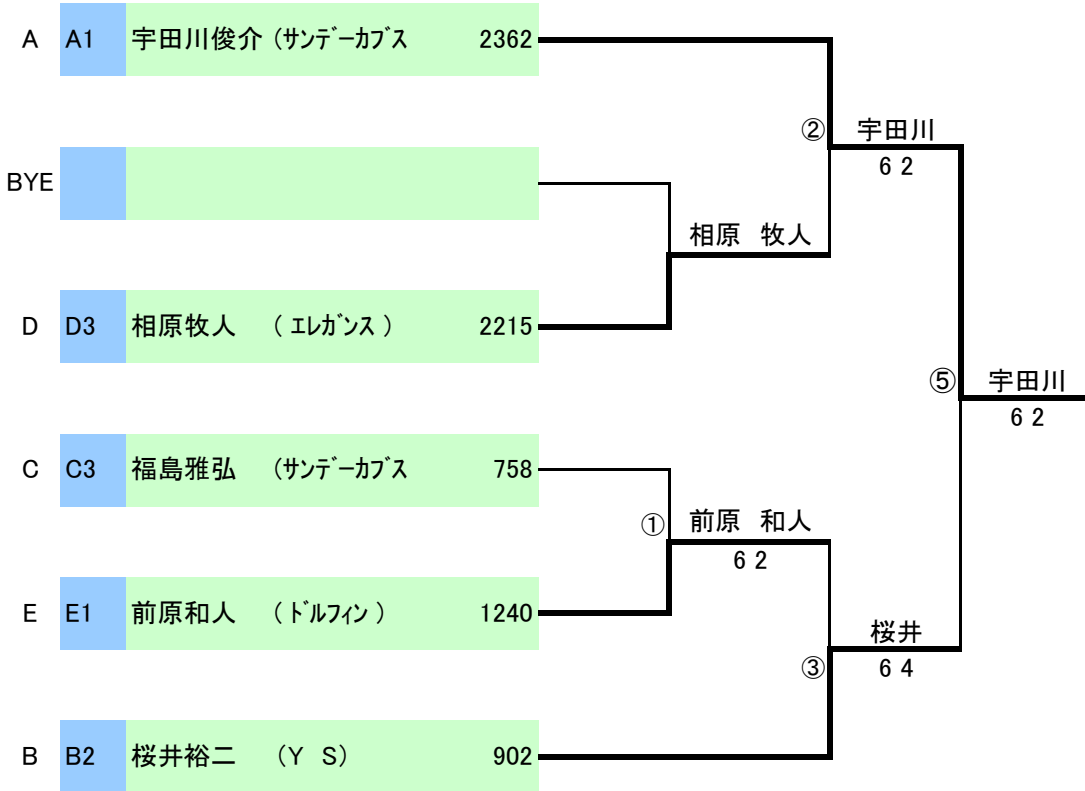 A A1 宇田川俊介 (サンデーカブス 2362
② 宇田川
6 2
BYE
相原 牧人
D D3 相原牧人 (エレガンス) 2215
⑤ 宇田川
6 2
C C3 福島雅弘 (サンデーカブス 758
① 前原 和人
6 2
E E1 前原和人 (ドルフィン) 1240
桜井
③ 6 4
B B2 桜井裕二 (Y S) 902